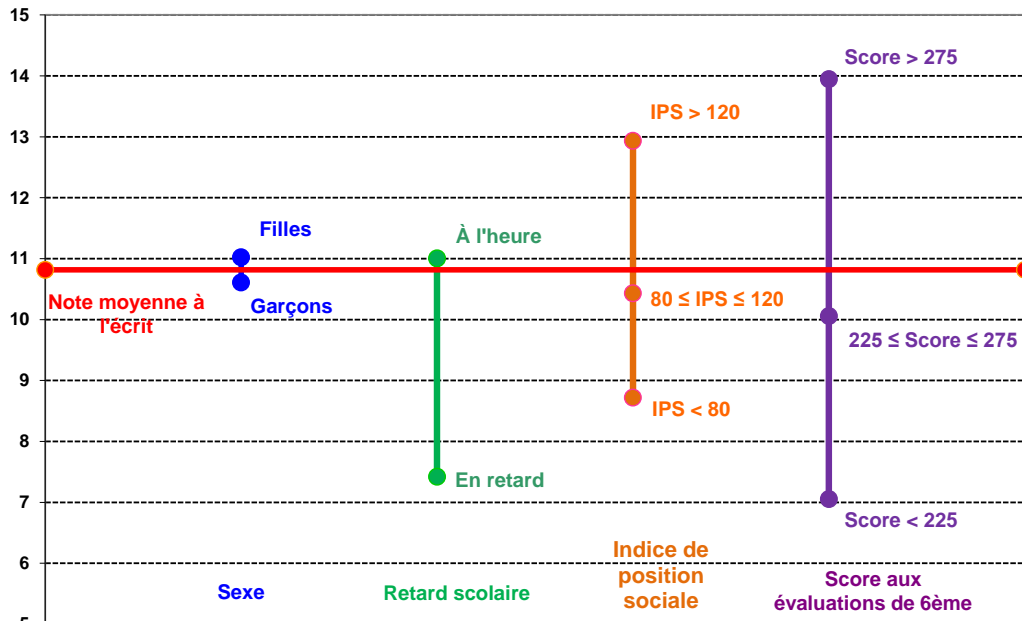 15
14
13
12
11
10
9
8
7
6
5
Note moyenne à
l'écrit
Filles
Garçons
Sexe
À l'heure
En retard
Retard scolaire
IPS > 120
80 ≤ IPS ≤ 120
IPS < 80
Indice de
position
sociale
Score > 275
225 ≤ Score ≤ 275
Score < 225
Score aux
évaluations de 6ème